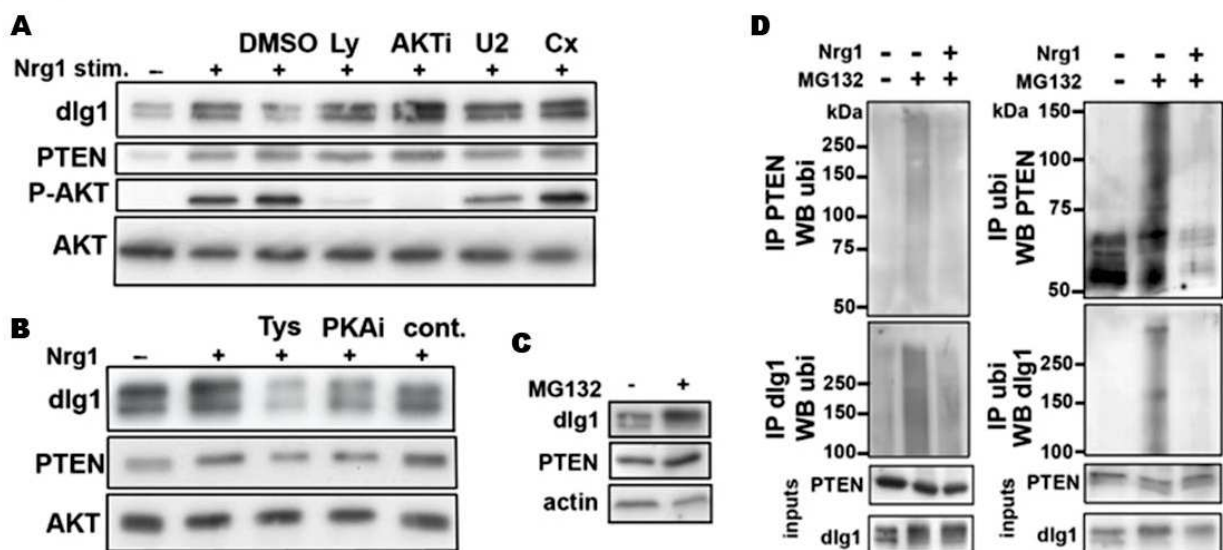 A
DMSO Ly AKTi U2 Cx
Nrg1 stim. – + + + + + +
dlg1
PTEN
P-AKT
AKT
B
Tys PKAi cont.
Nrg1 – + + + +
dlg1
PTEN
AKT
C
MG132 - +
dlg1
PTEN
actin
D
Nrg1 - - +
MG132 - + +
kDa
250
150
100
75
50
IP PTEN
WB ubi
250
150
100
IP dlg1
WB ubi
inputs
PTEN
dlg1
Nrg1 - - +
MG132 - + +
kDa 150
100
75
50
IP ubi
WB PTEN
250
150
100
IP ubi
WB dlg1
inputs
PTEN
dlg1